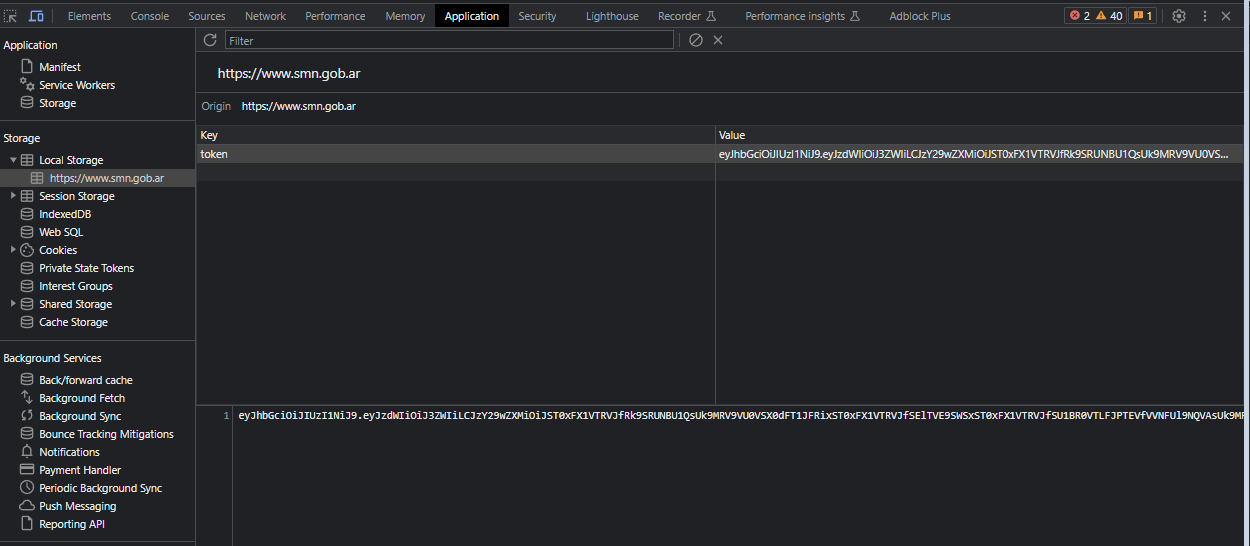 Elements Console Sources Network Performance Memory Application Security Lighthouse Recorder Performance insights Adblock Plus 2 40 1
Application
Manifest
Service Workers
Storage
Storage
Local Storage
https://www.smn.gob.ar
Session Storage
IndexedDB
Web SQL
Cookies
Private State Tokens
Interest Groups
Shared Storage
Cache Storage
Background Services
Back/forward cache
Background Fetch
Background Sync
Bounce Tracking Mitigations
Notifications
Payment Handler
Periodic Background Sync
Push Messaging
Reporting API
Filter
https://www.smn.gob.ar
Origin https://www.smn.gob.ar
Key Value
token eyJhbGciOiJIUzI1NiJ9.eyJzdWIiOiJ3ZWIiLCJzY29wZXMiOiJST0xFX1VTRVJfRk9SRUNBU1QsUk9MRV9VU0VS...
1 eyJhbGciOiJIUzI1NiJ9.eyJzdWIiOiJ3ZWIiLCJzY29wZXMiOiJST0xFX1VTRVJfRk9SRUNBU1QsUk9MRV9VU0VSX0dFT1JFRixST0xFX1VTRVJfSElTVE9SWSxST0xFX1VTRVJfSU1BR0VTLFJPTEVfVVNFUl9NQVAsUk9MR